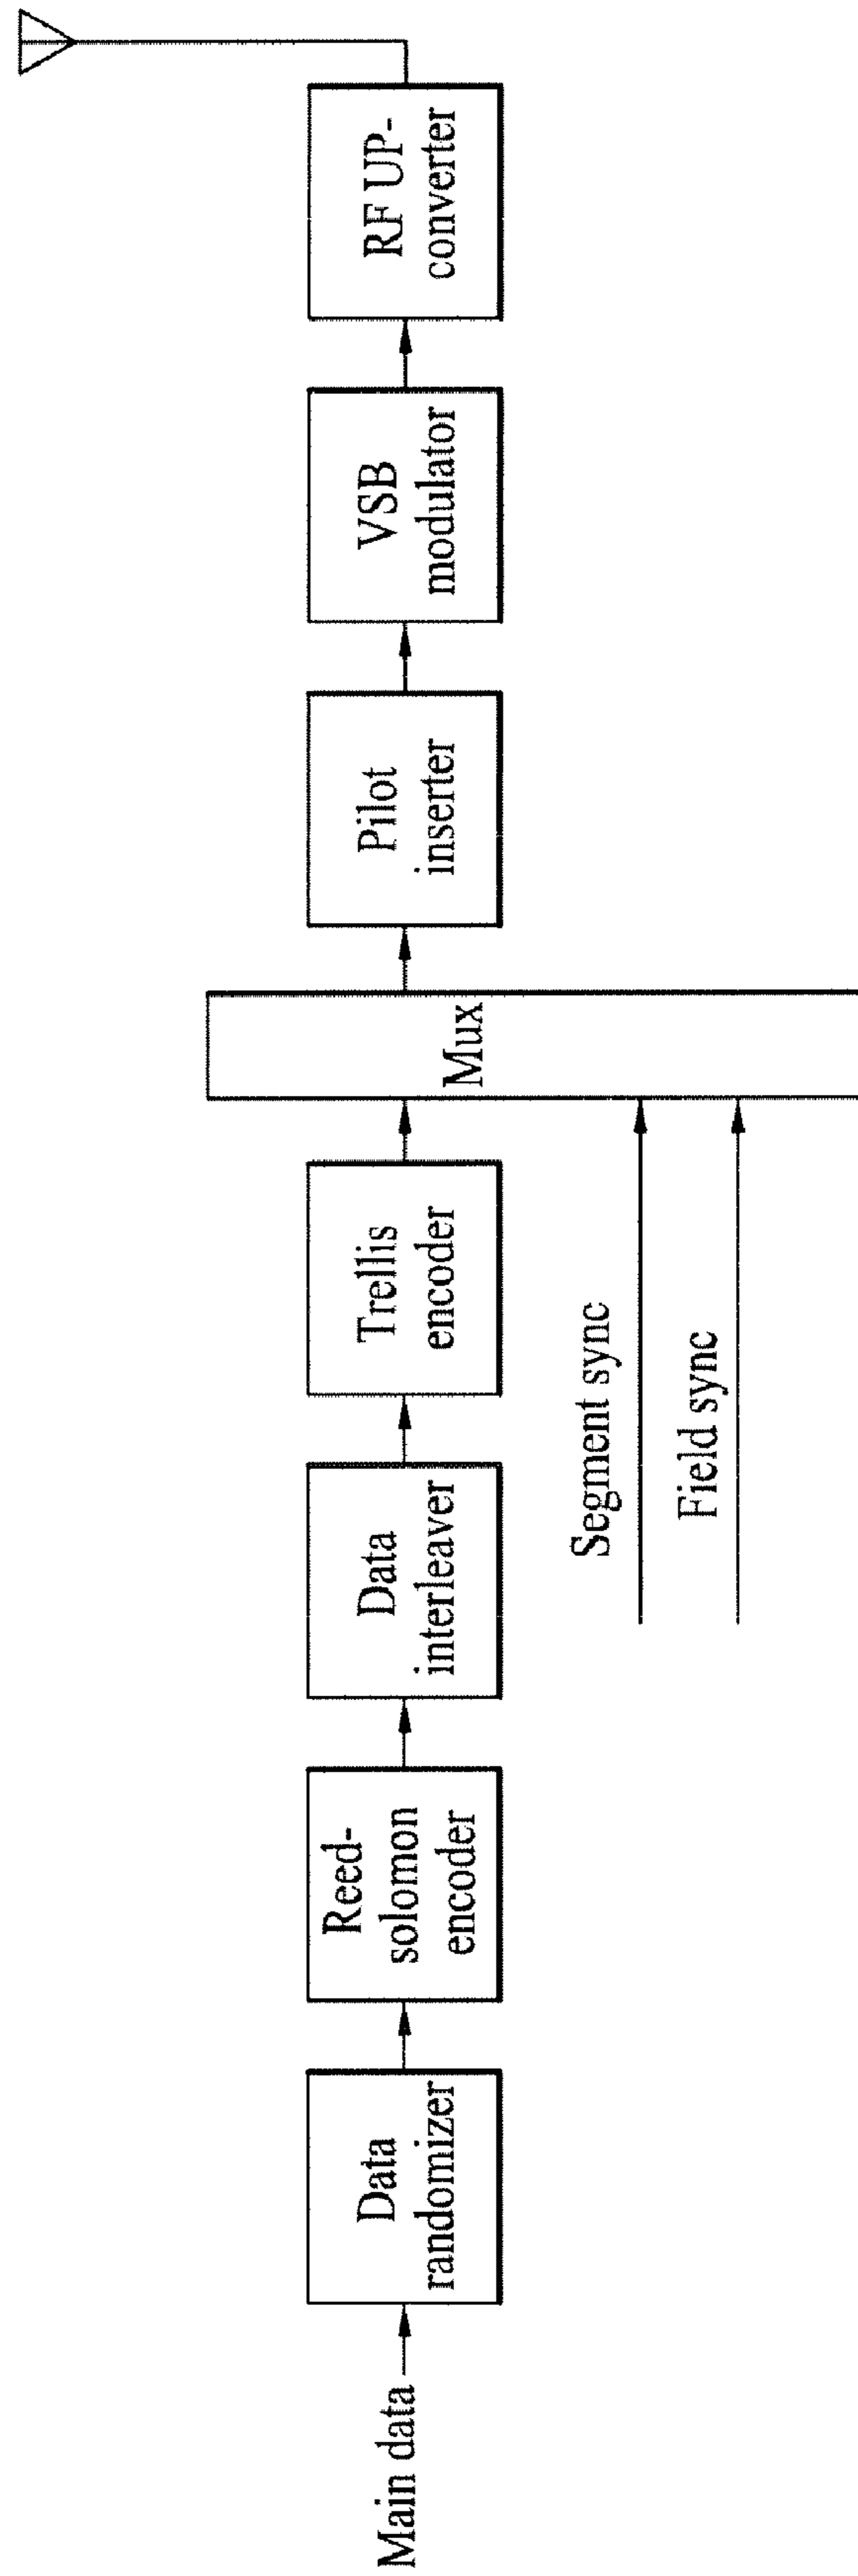 Main data
Data
randomizer
Reed-
solomon
encoder
Data
interleaver
Trellis
encoder
Segment sync
Field sync
Mux
Pilot
inserter
VSB
modulator
RF UP-
converter